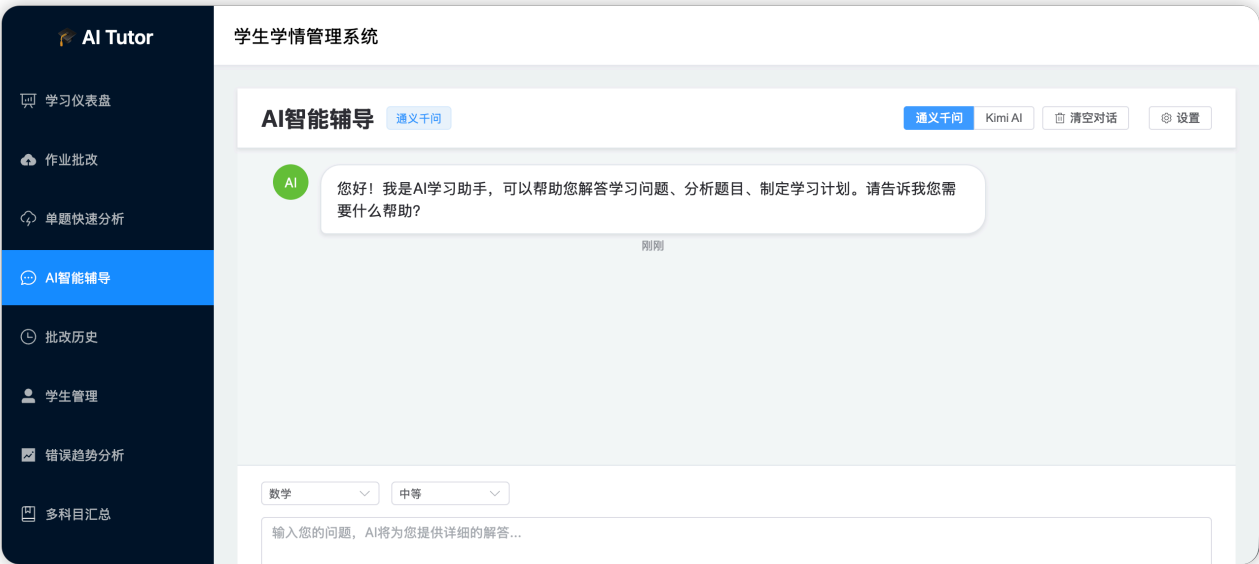 AI Tutor
学生学情管理系统
学习仪表盘
作业批改
单题快速分析
AI智能辅导
批改历史
学生管理
错误趋势分析
多科目汇总
AI智能辅导
通义千问
通义千问
Kimi AI
清空对话
设置
AI
您好！我是AI学习助手，可以帮助您解答学习问题、分析题目、制定学习计划。请告诉我您需
要什么帮助?
刚刚
数学
中等
输入您的问题，AI将为您提供详细的解答...